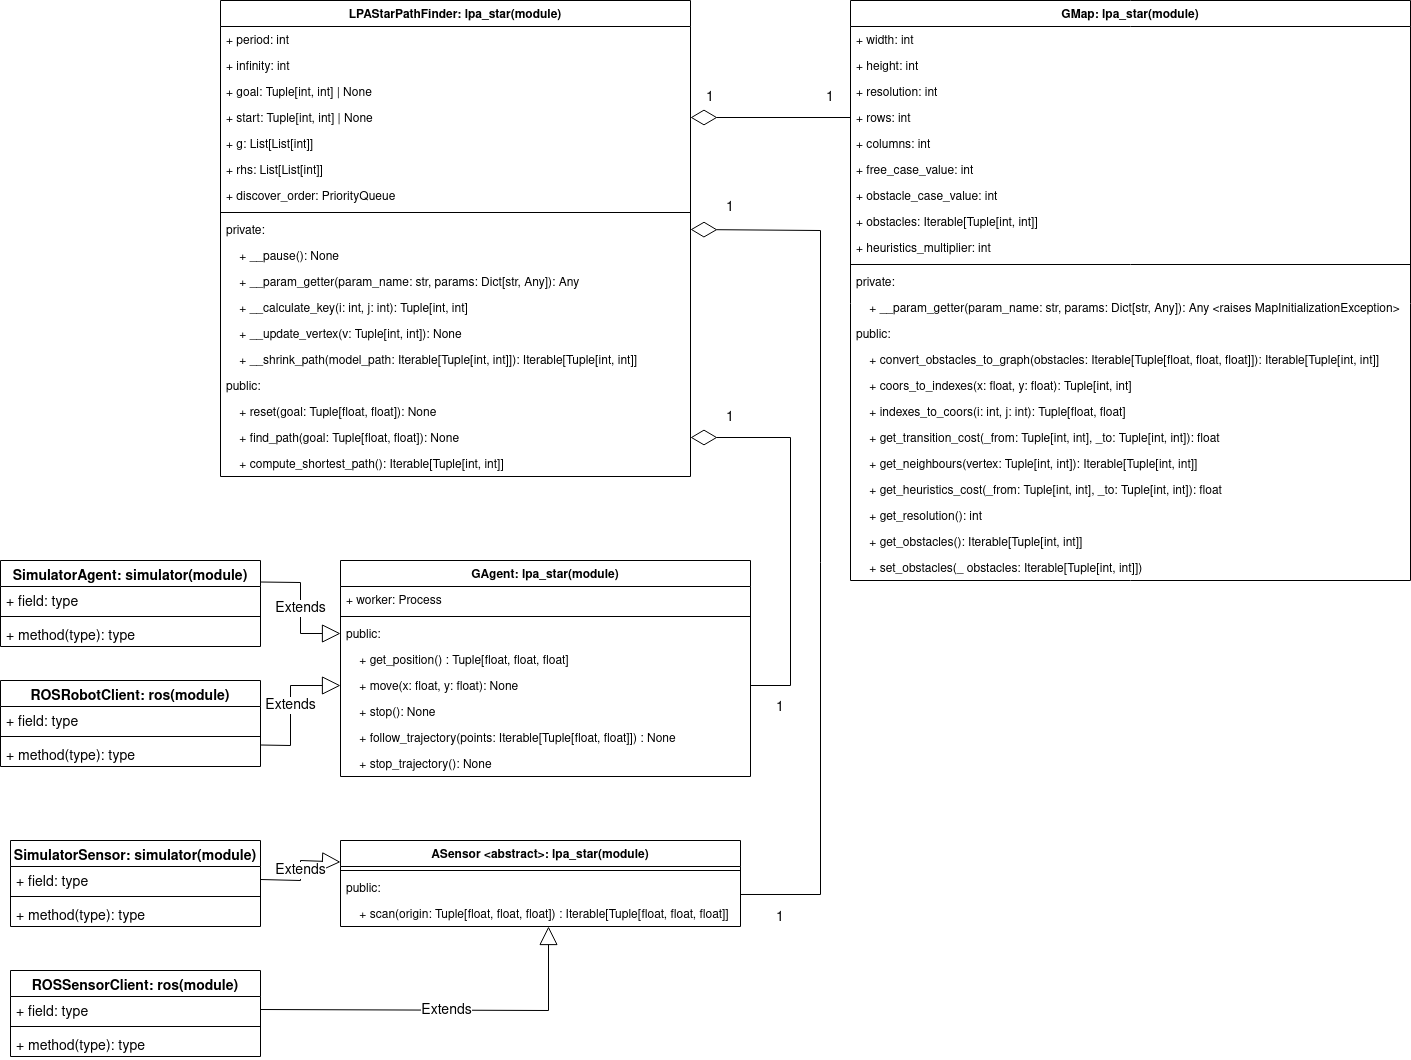 LPAStarPathFinder: lpa_star(module)
+ period: int
+ infinity: int
+ goal: Tuple[int, int] | None
+ start: Tuple[int, int] | None
+ g: List[List[int]]
+ rhs: List[List[int]]
+ discover_order: PriorityQueue
private:
+ __pause(): None
+ __param_getter(param_name: str, params: Dict[str, Any]): Any
+ __calculate_key(i: int, j: int): Tuple[int, int]
+ __update_vertex(v: Tuple[int, int]): None
+ __shrink_path(model_path: Iterable[Tuple[int, int]]): Iterable[Tuple[int, int]]
public:
+ reset(goal: Tuple[float, float]): None
+ find_path(goal: Tuple[float, float]): None
+ compute_shortest_path(): Iterable[Tuple[int, int]]
1
1
1
1
GMap: lpa_star(module)
+ width: int
+ height: int
+ resolution: int
+ rows: int
+ columns: int
+ free_case_value: int
+ obstacle_case_value: int
+ obstacles: Iterable[Tuple[int, int]]
+ heuristics_multiplier: int
private:
+ __param_getter(param_name: str, params: Dict[str, Any]): Any <raises MapInitializationException>
public:
+ convert_obstacles_to_graph(obstacles: Iterable[Tuple[float, float, float]]): Iterable[Tuple[int, int]]
+ coors_to_indexes(x: float, y: float): Tuple[int, int]
+ indexes_to_coors(i: int, j: int): Tuple[float, float]
+ get_transition_cost(_from: Tuple[int, int], _to: Tuple[int, int]): float
+ get_neighbours(vertex: Tuple[int, int]): Iterable[Tuple[int, int]]
+ get_heuristics_cost(_from: Tuple[int, int], _to: Tuple[int, int]): float
+ get_resolution(): int
+ get_obstacles(): Iterable[Tuple[int, int]]
+ set_obstacles(_ obstacles: Iterable[Tuple[int, int]])
SimulatorAgent: simulator(module)
+ field: type
+ method(type): type
Extends
ROSRobotClient: ros(module)
+ field: type
+ method(type): type
Extends
GAgent: lpa_star(module)
+ worker: Process
public:
+ get_position() : Tuple[float, float, float]
+ move(x: float, y: float): None
+ stop(): None
+ follow_trajectory(points: Iterable[Tuple[float, float]]) : None
+ stop_trajectory(): None
1
SimulatorSensor: simulator(module)
+ field: type
+ method(type): type
Extends
ASensor <abstract>: lpa_star(module)
public:
+ scan(origin: Tuple[float, float, float]) : Iterable[Tuple[float, float, float]]
1
ROSSensorClient: ros(module)
+ field: type
+ method(type): type
Extends